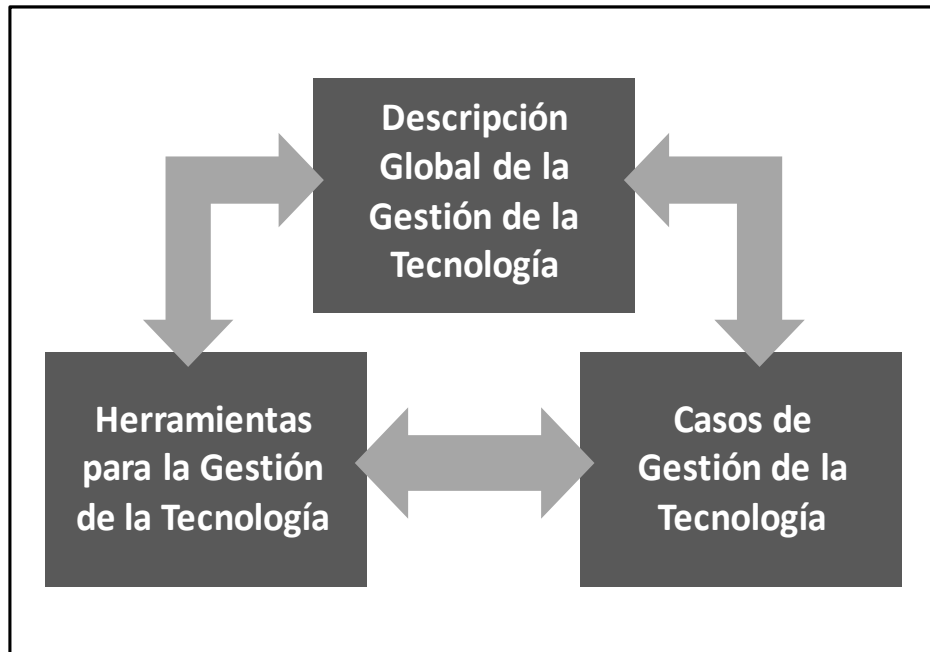 Descripción
Global de la
Gestión de la
Tecnología
Herramientas
para la Gestión
de la Tecnología
Casos de
Gestión de la
Tecnología